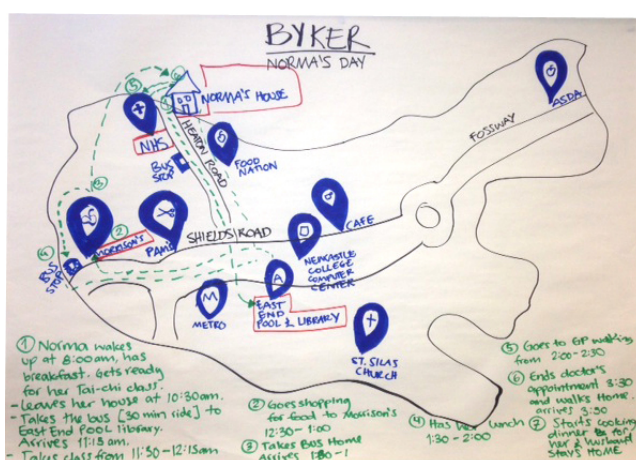 BYKER
NORMA'S DAY
NORMA'S HOUSE
NHS
HEATON ROAD
BUS
STOP
FOOD
NATION
FOSSWAY
ASDA
CAFE
MORRISON'S
PAM'S
SHIELDS ROAD
BUS
STOP
NEWCASTLE
COLLEGE
COMPUTER
CENTER
METRO
M
A
EAST
END
POOL & LIBRARY
ST. SILAS
CHURCH
① Norma wakes
up at 8:00am, has
breakfast. Gets ready
for her Tai-chi class.
- Leaves her house at 10:30am.
- Takes the bus [30 min ride] to
East End POOL library.
Arrives 11:15am.
- Takes class from 11:30-12:15am
② Goes shopping
for food to Morrison's
12:30-1:00
③ Takes Bus Home
Arrives
④ Has her lunch
1:30-2:00
⑤ Goes to GP walking
from 2:00-2:30
⑥ Ends doctor's
appointment 3:30
and walks Home.
arrives 3:50
⑦ Starts cooking
dinner for
her & husband
STAYS HOME